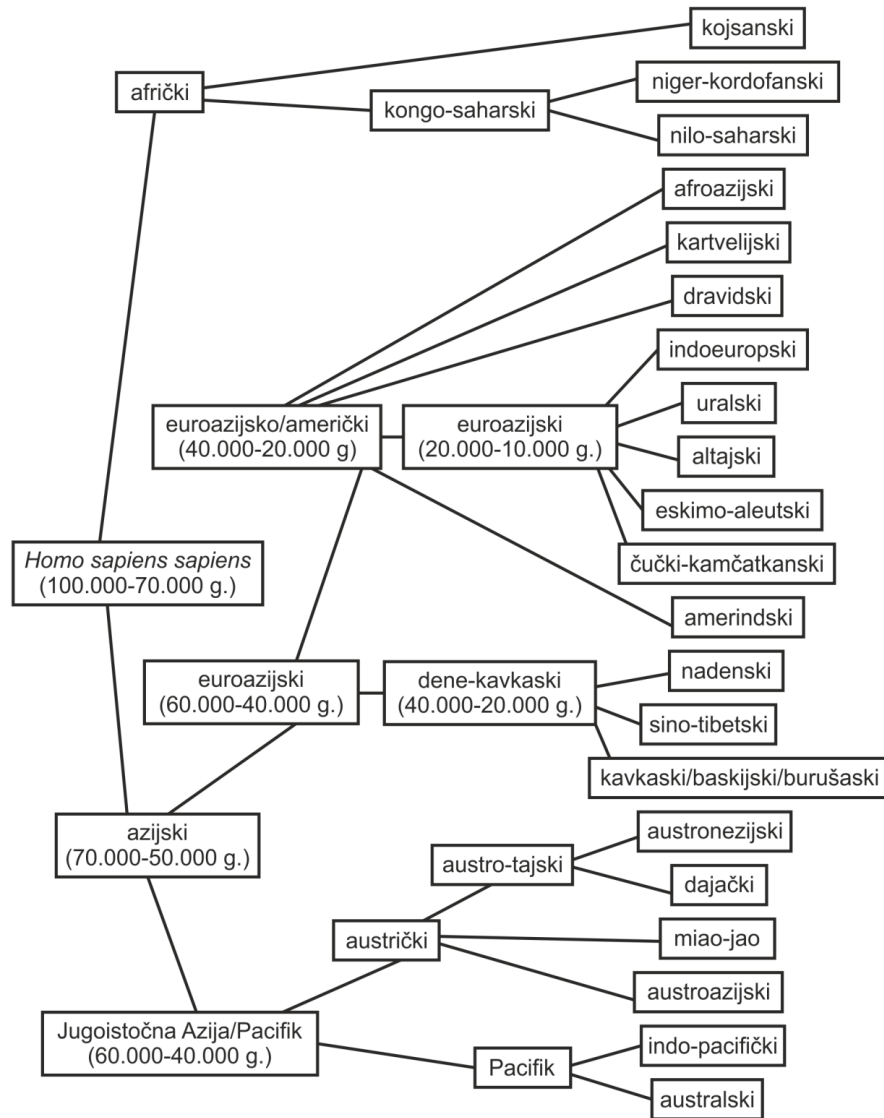 kojsanski
afrički
niger-kordofanski
kongo-saharski
nilo-saharski
afroazijski
kartvelijski
dravidski
indoeuropski
euroazijsko/američki
(40.000-20.000 g)
euroazijski
(20.000-10.000 g.)
uralski
altajski
eskimo-aleutski
čučki-kamčatkanski
Homo sapiens sapiens
(100.000-70.000 g.)
amerindski
euroazijski
(60.000-40.000 g.)
dene-kavkaski
(40.000-20.000 g.)
nadenski
sino-tibetski
kavkaski/baskijski/burušaski
azijski
(70.000-50.000 g.)
austronezijski
austro-tajski
dajački
austrički
miao-jao
austroazijski
Jugoistočna Azija/Pacifik
(60.000-40.000 g.)
indo-pacifički
Pacifik
australski